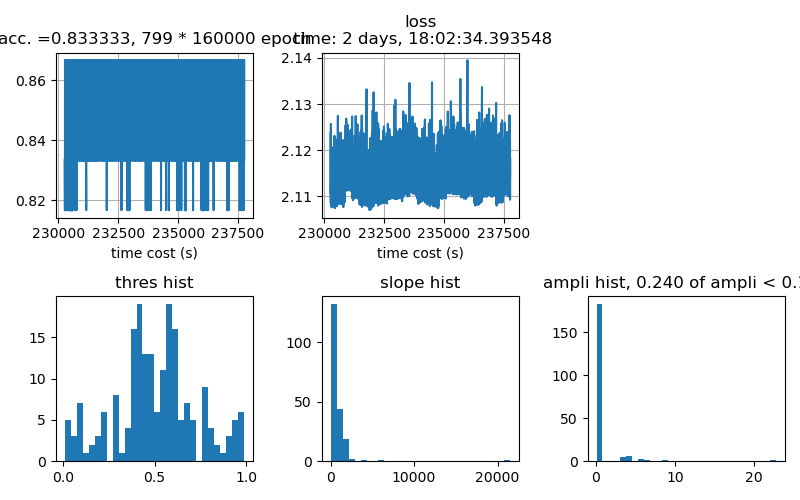 loss
acc. =0.833333, 799 * 160000 epoch
time: 2 days, 18:02:34.393548
0.86
0.84
0.82
230000 232500 235000 237500
time cost (s)
2.14
2.13
2.12
2.11
230000 232500 235000 237500
time cost (s)
thres hist
15
10
5
0
0.0 0.5 1.0
slope hist
100
50
0
0 10000 20000
ampli hist, 0.240 of ampli < 0.
150
100
50
0
0 10 20